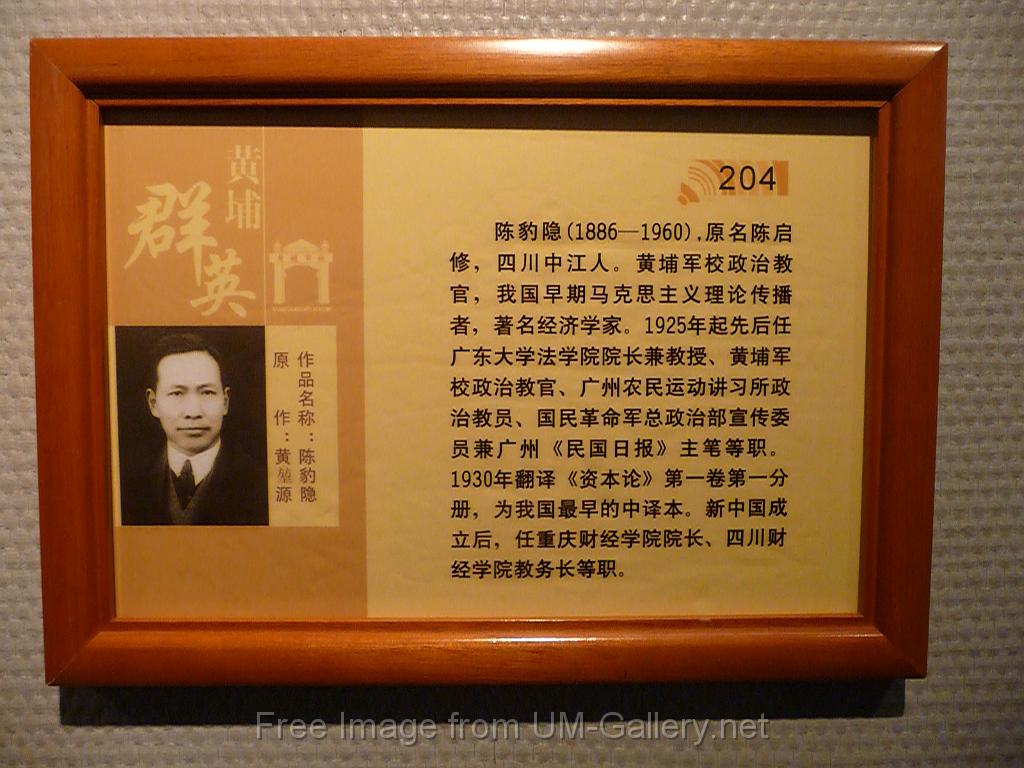 黄埔
群英
204
陈豹隐(1886—1960),原名陈启
修，四川中江人。黄埔军校政治教
官，我国早期马克思主义理论传播
者，著名经济学家。1925年起先后任
广东大学法学院院长兼教授、黄埔军
校政治教官、广州农民运动讲习所政
治教员、国民革命军总政治部宣传委
员兼广州《民国日报》主笔等职。
1930年翻译《资本论》第一卷第一分
册，为我国最早的中译本。新中国成
立后，任重庆财经学院院长、四川财
经学院教务长等职。
作品名称：陈豹隐
原作：黄堃源
Free Image from UM-Gallery.net